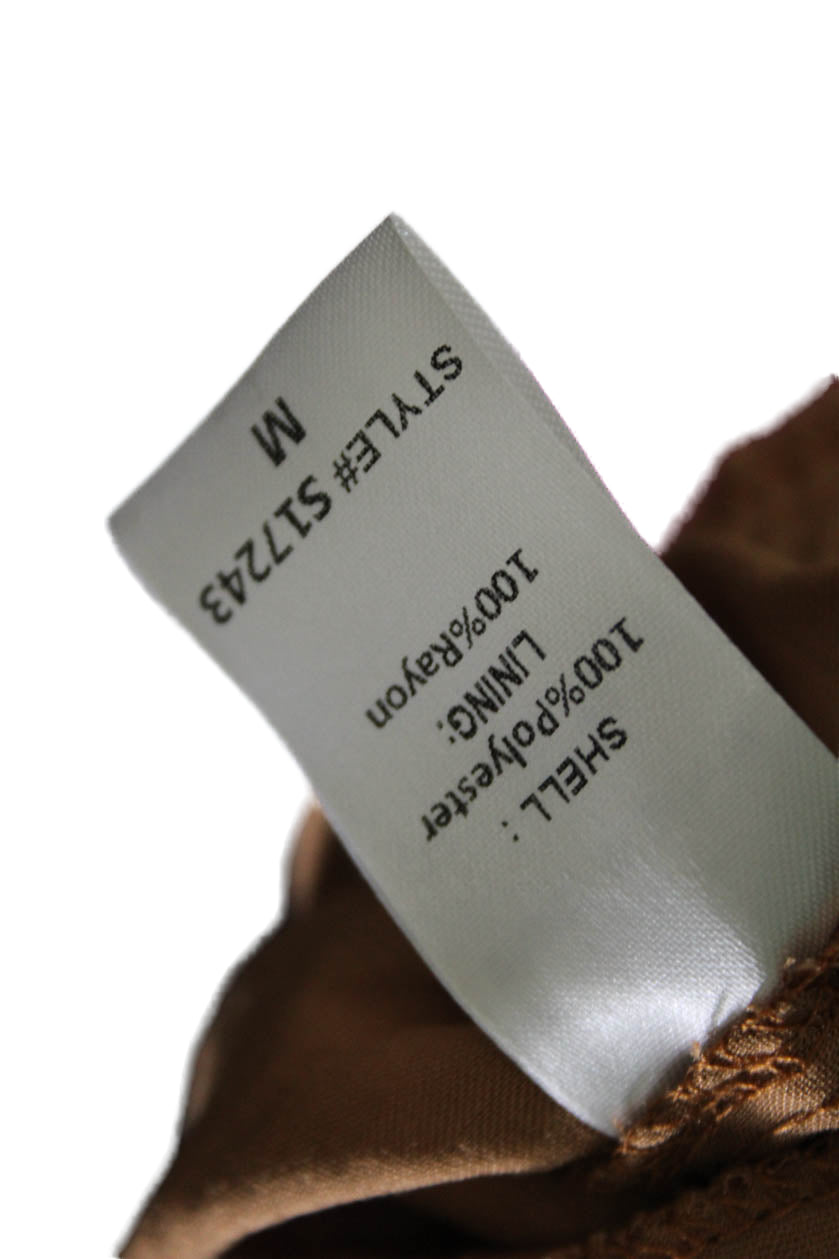 SHELL :
100%Polyester
LINING:
100%Rayon
STYLE# S17243
M